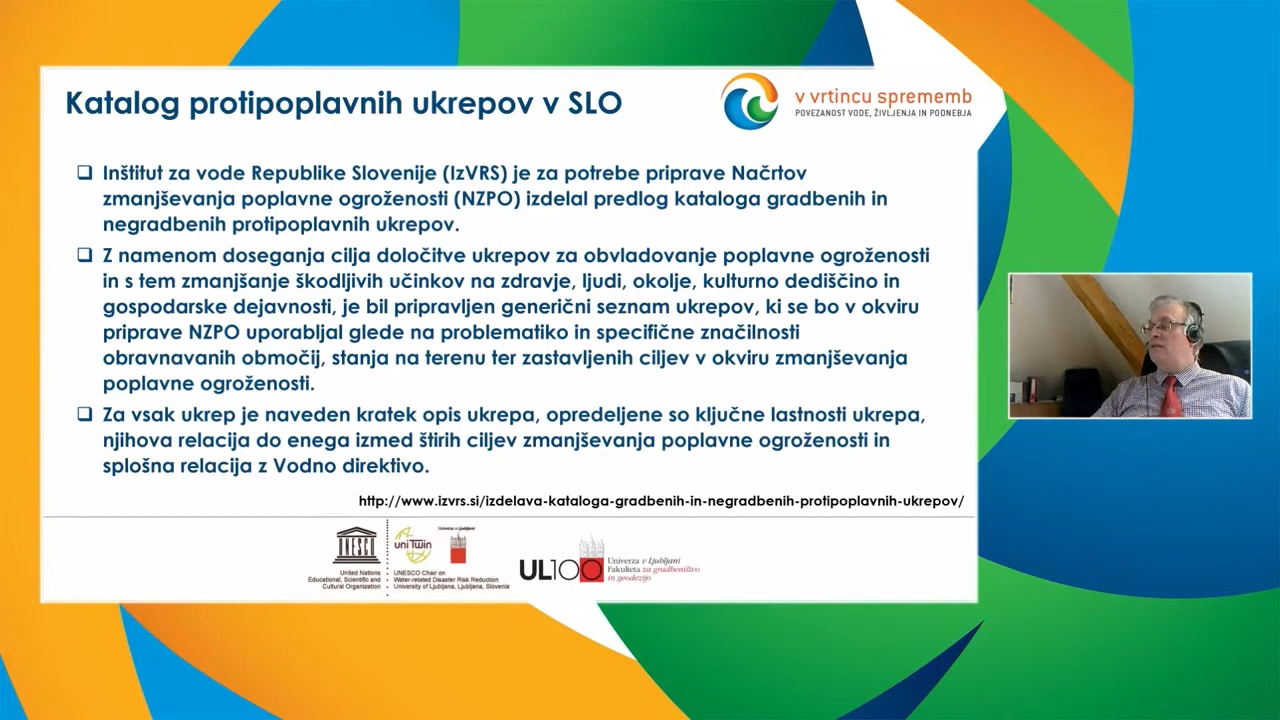 Katalog protipoplavnih ukrepov v SLO
v vrtincu sprememb
POVEZANOST VODE, ŽIVLJENJA IN PODNEBJA
❑ Inštitut za vode Republike Slovenije (IzVRS) je za potrebe priprave Načrtov
zmanjševanja poplavne ogroženosti (NZPO) izdelal predlog kataloga gradbenih in
negradbenih protipoplavnih ukrepov.
❑ Z namenom doseganja cilja določitve ukrepov za obvladovanje poplavne ogroženosti
in s tem zmanjšanje škodljivih učinkov na zdravje, ljudi, okolje, kulturno dediščino in
gospodarske dejavnosti, je bil pripravljen generični seznam ukrepov, ki se bo v okviru
priprave NZPO uporabljal glede na problematiko in specifične značilnosti
obravnavanih območij, stanja na terenu ter zastavljenih ciljev v okviru zmanjševanja
poplavne ogroženosti.
❑ Za vsak ukrep je naveden kratek opis ukrepa, opredeljene so ključne lastnosti ukrepa,
njihova relacija do enega izmed štirih ciljev zmanjševanja poplavne ogroženosti in
splošna relacija z Vodno direktivo.
http://www.izvrs.si/izdelava-kataloga-gradbenih-in-negradbenih-protipoplavnih-ukrepov/
UNESCO
United Nations
Educational, Scientific and
Cultural Organization
uniTwin
Univerza v Ljubljani
UNESCO Chair on
Water-related Disaster Risk Reduction
University of Ljubljana, Ljubljana, Slovenia
UL100
Univerza v Ljubljani
Fakulteta za gradbeništvo
in geodezijo